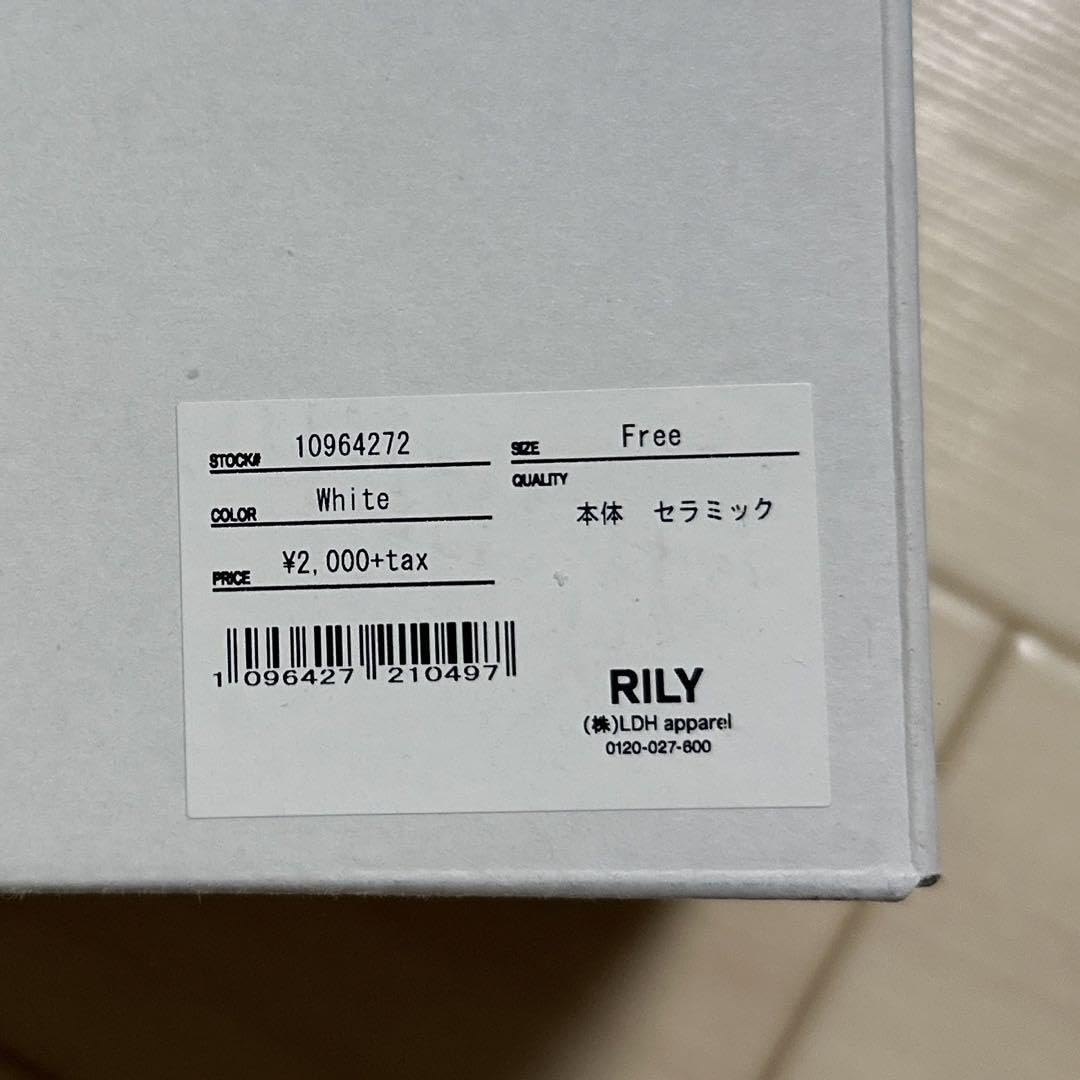 STOCK# 10964272
COLOR White
PRICE ¥2,000+tax
1 096427 210497
SIZE Free
QUALITY
本体 セラミック
RILY
(株)LDH apparel
0120-027-600